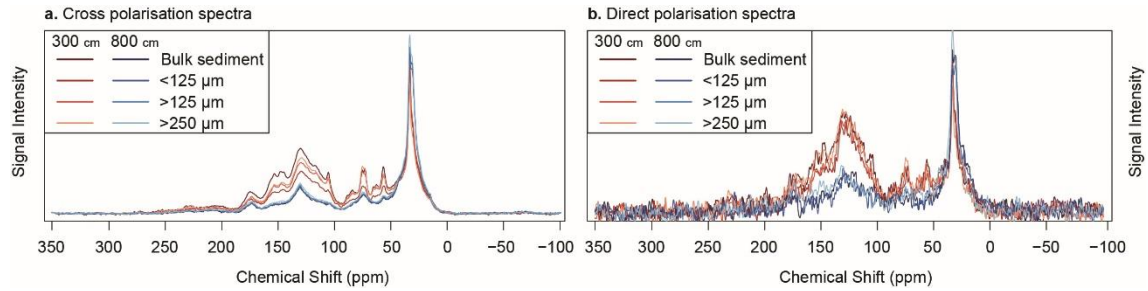 a. Cross polarisation spectra
300 cm 800 cm
Bulk sediment
<125 µm
>125 µm
>250 µm
Signal Intensity
350 300 250 200 150 100 50 0 −50 −100
Chemical Shift (ppm)
b. Direct polarisation spectra
300 cm 800 cm
Bulk sediment
<125 µm
>125 µm
>250 µm
Signal Intensity
350 300 250 200 150 100 50 0 −50 −100
Chemical Shift (ppm)